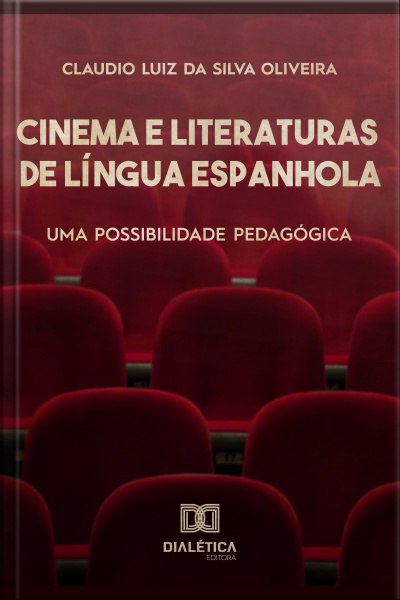 CLAUDIO LUIZ DA SILVA OLIVEIRA
CINEMA E LITERATURAS
DE LÍNGUA ESPANHOLA
UMA POSSIBILIDADE PEDAGÓGICA
DIALÉTICA
EDITORA